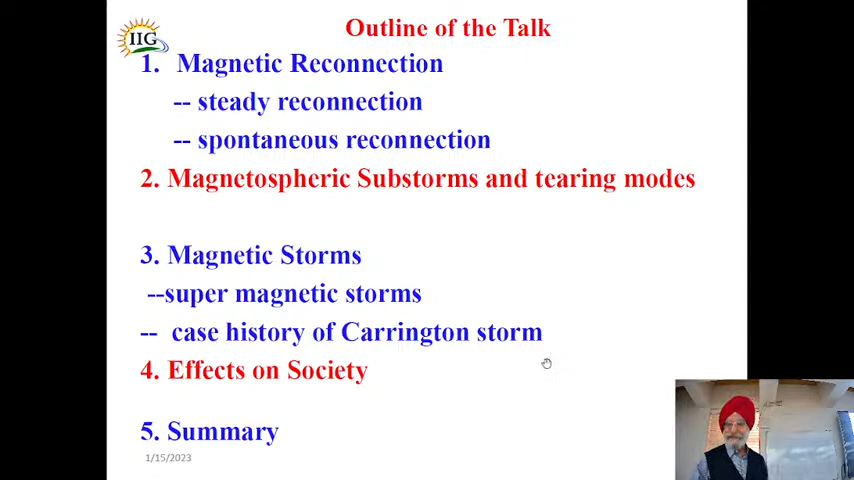 Outline of the Talk
IIG
1. Magnetic Reconnection
-- steady reconnection
-- spontaneous reconnection
2. Magnetospheric Substorms and tearing modes
3. Magnetic Storms
--super magnetic storms
-- case history of Carrington storm
4. Effects on Society
5. Summary
1/15/2023